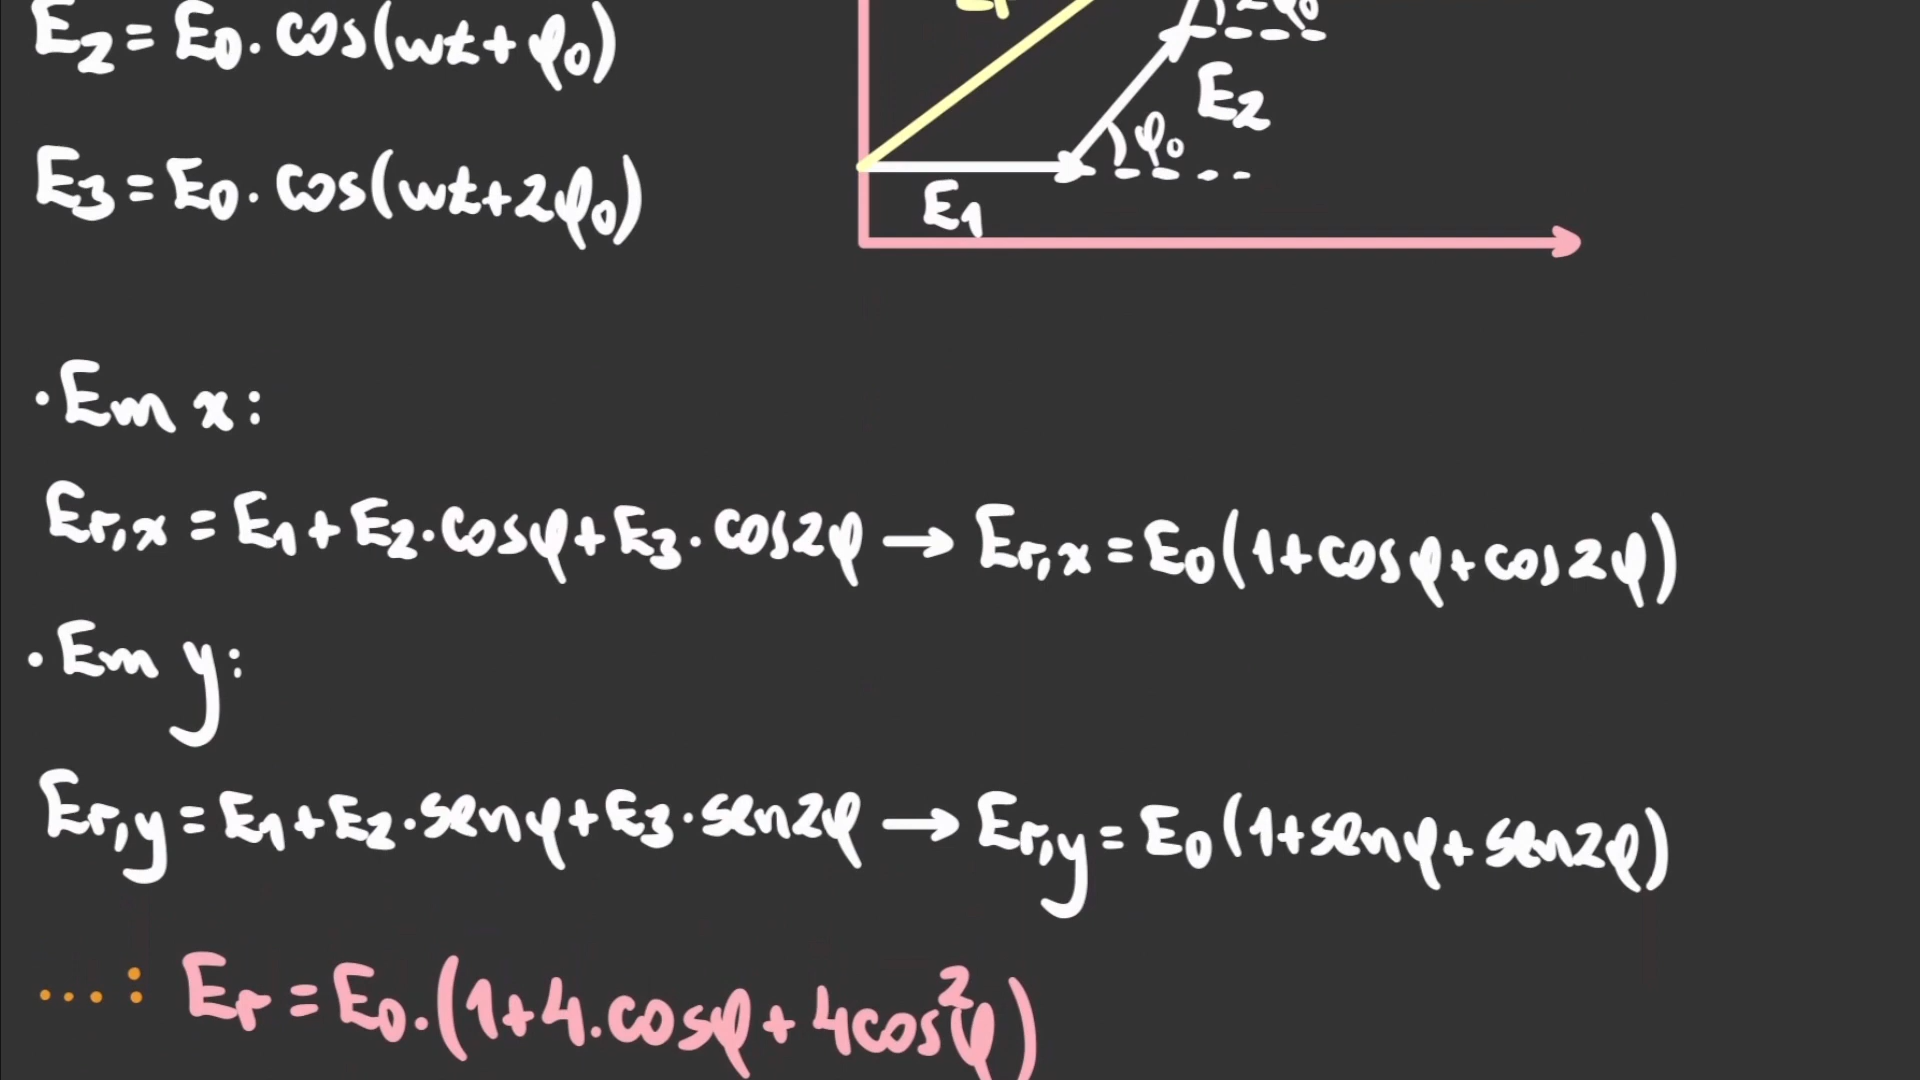 E₂ = E₀ . cos(wt + φ₀)
E₃ = E₀ . cos(wt + 2φ₀)
2φ₀
E₂
φ₀
E₁
· Em x:
Er,x = E₁ + E₂ . cosφ + E₃ . cos2φ → Er,x = E₀(1 + cosφ + cos2φ)
· Em y:
Er,y = E₁ + E₂ . senφ + E₃ . sen2φ → Er,y = E₀(1 + senφ + sen2φ)
... : Er = E₀ . (1 + 4 . cosφ + 4cos²φ)